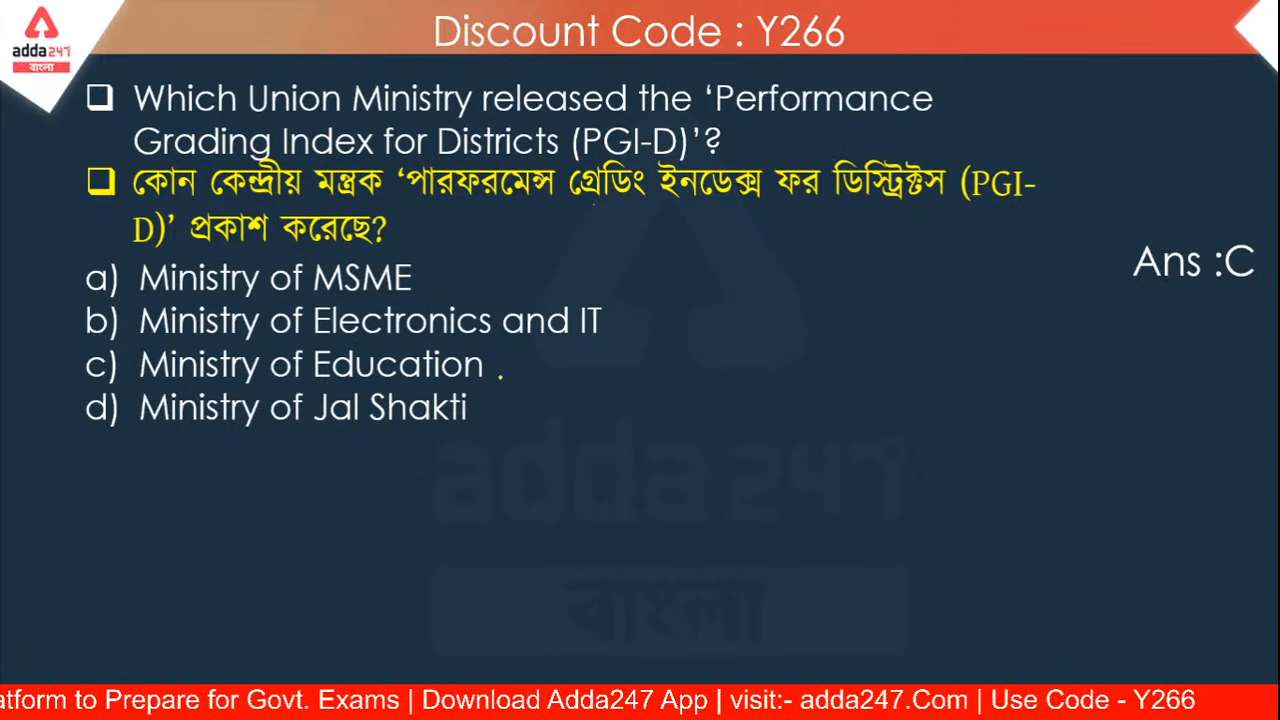 Discount Code : Y266
adda247
বাংলা
❑ Which Union Ministry released the ‘Performance
Grading Index for Districts (PGI-D)’?
❑ কোন কেন্দ্রীয় মন্ত্রক ‘পারফরমেন্স গ্রেডিং ইনডেক্স ফর ডিস্ট্রিক্টস (PGI-
D)’ প্রকাশ করেছে?
Ans :C
a) Ministry of MSME
b) Ministry of Electronics and IT
c) Ministry of Education
d) Ministry of Jal Shakti
adda247
বাংলা
atform to Prepare for Govt. Exams | Download Adda247 App | visit:- adda247.Com | Use Code - Y266